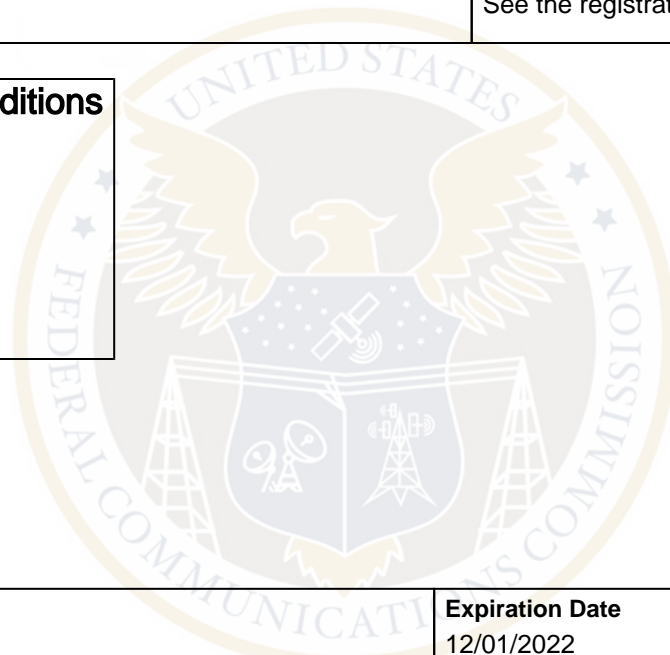 See the registrat
ditions
UNITED STATES
FEDERAL COMMUNICATIONS COMMISSION
Expiration Date
12/01/2022